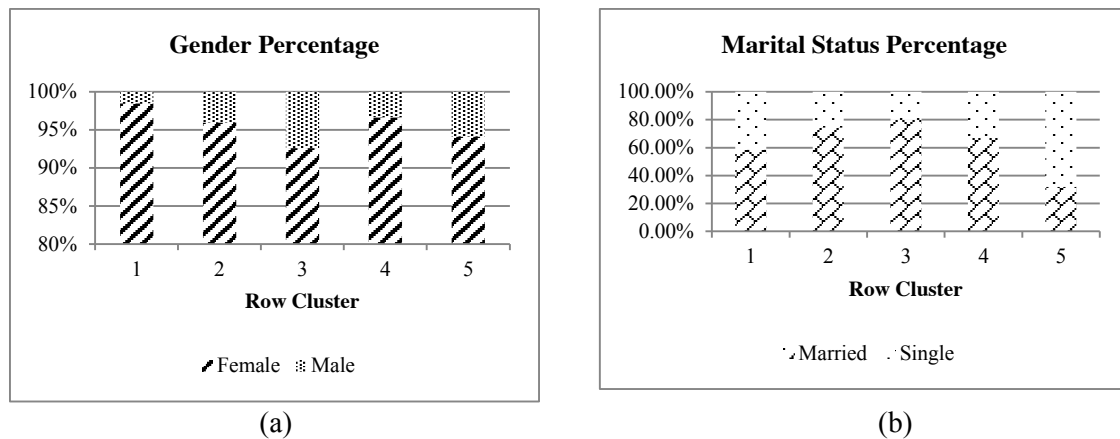 Gender Percentage
100%
95%
90%
85%
80%
1 2 3 4 5
Row Cluster
Female Male
(a)
Marital Status Percentage
100.00%
80.00%
60.00%
40.00%
20.00%
0.00%
1 2 3 4 5
Row Cluster
Married Single
(b)